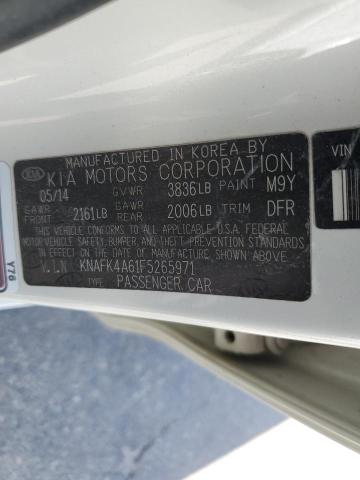 MANUFACTURED IN KOREA BY
KIA KIA MOTORS CORPORATION
05/14 GVWR 3836LB PAINT M9Y
GAWR FRONT 2161LB GAWR REAR 2006LB TRIM DFR
THIS VEHICLE CONFORMS TO ALL APPLICABLE U.S.
FEDERAL MOTOR VEHICLE
SAFETY, BUMPER, AND THEFT PREVENTION STANDARDS IN
EFFECT ON THE DATE OF MANUFACTURE SHOWN ABOVE.
V.I.N KNAFK4A61F5265971
TYPE: PASSENGER CAR
VIN
Y76